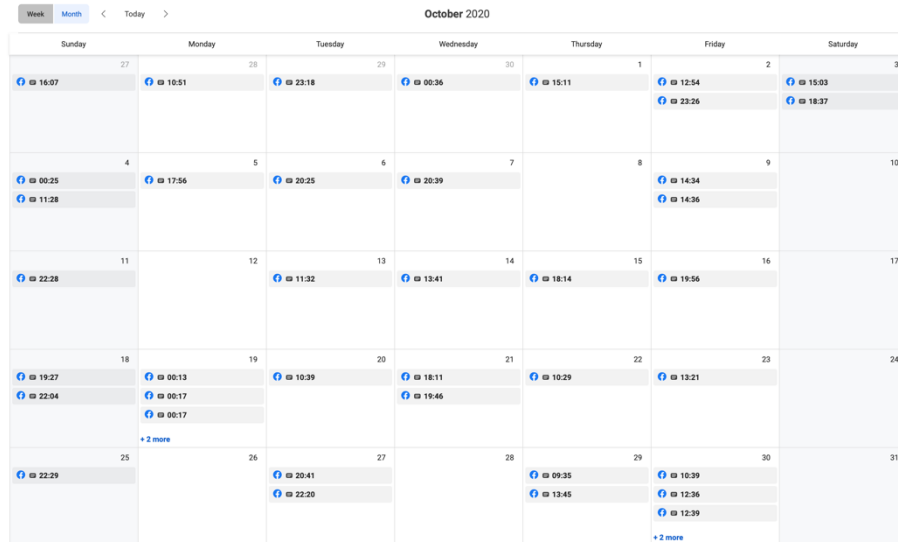 Week Month < Today > October 2020
Sunday Monday Tuesday Wednesday Thursday Friday Saturday
27 28 29 30 1 2 3
16:07 10:51 23:18 00:36 15:11 12:54 15:03
23:26 18:37
4 5 6 7 8 9 10
00:25 17:56 20:25 20:39 14:34
11:28 14:36
11 12 13 14 15 16 17
22:28 11:32 13:41 18:14 19:56
18 19 20 21 22 23 24
19:27 00:13 10:39 18:11 10:29 13:21
22:04 00:17 19:46
00:17
+ 2 more
25 26 27 28 29 30 31
22:29 20:41 09:35 10:39
22:20 13:45 12:36
12:39
+ 2 more